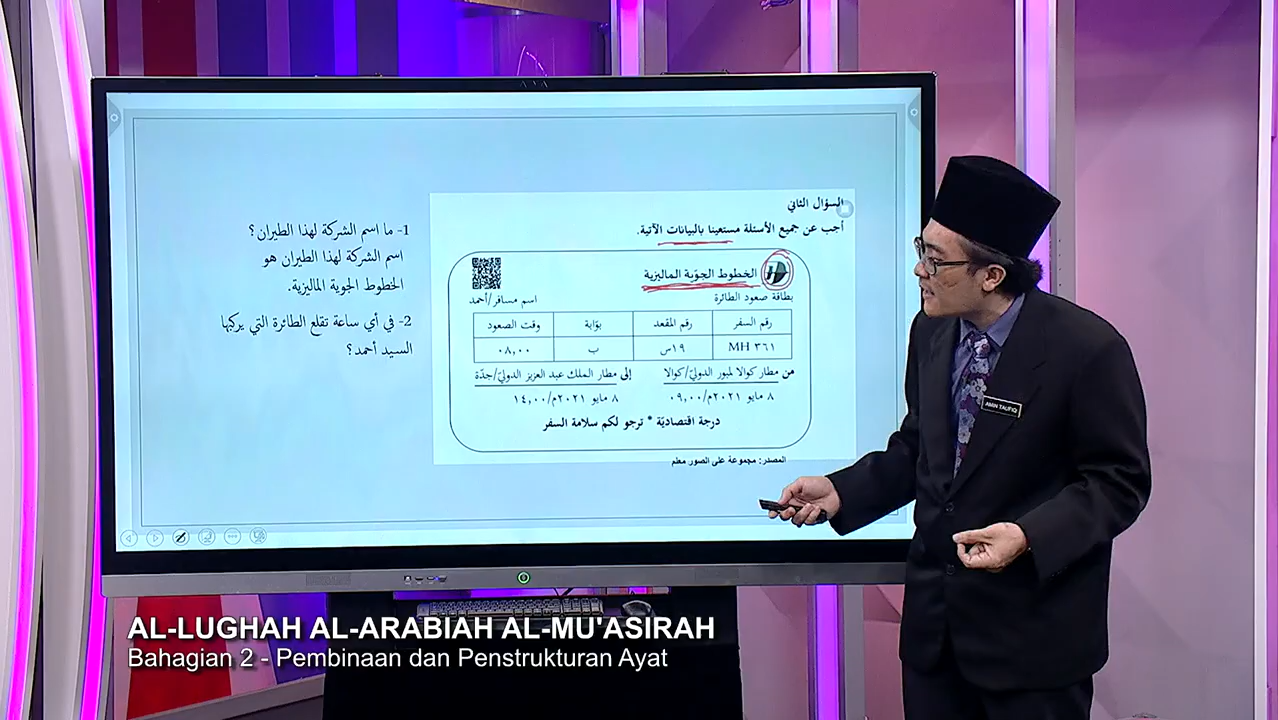 السؤال الثاني
أجب عن جميع الأسئلة مستعينا بالبيانات الآتية.
الخطوط الجوّية الماليزية
بطاقة صعود الطائرة
اسم مسافر/أحمد
رقم السفر رقم المقعد بوّابة وقت الصعود
MH ٣٦١ ١٩س ب ٠٨,٠٠
من مطار كوالا لمبور الدوليّ/كوالا إلى مطار الملك عبد العزيز الدوليّ/جدّة
٨ مايو ٢٠٢١م/٠٩,٠٠ ٨ مايو ٢٠٢١م/١٤,٠٠
درجة اقتصاديّة * نرجو لكم سلامة السفر
المصدر: مجموعة على الصور معلم
1- ما اسم الشركة لهذا الطيران؟
اسم الشركة لهذا الطيران هو
الخطوط الجوية الماليزية.
2- في أي ساعة تقلع الطائرة التي يركبها
السيد أحمد؟
AMIN TAUFIQ
AL-LUGHAH AL-ARABIAH AL-MU'ASIRAH
Bahagian 2 - Pembinaan dan Penstrukturan Ayat